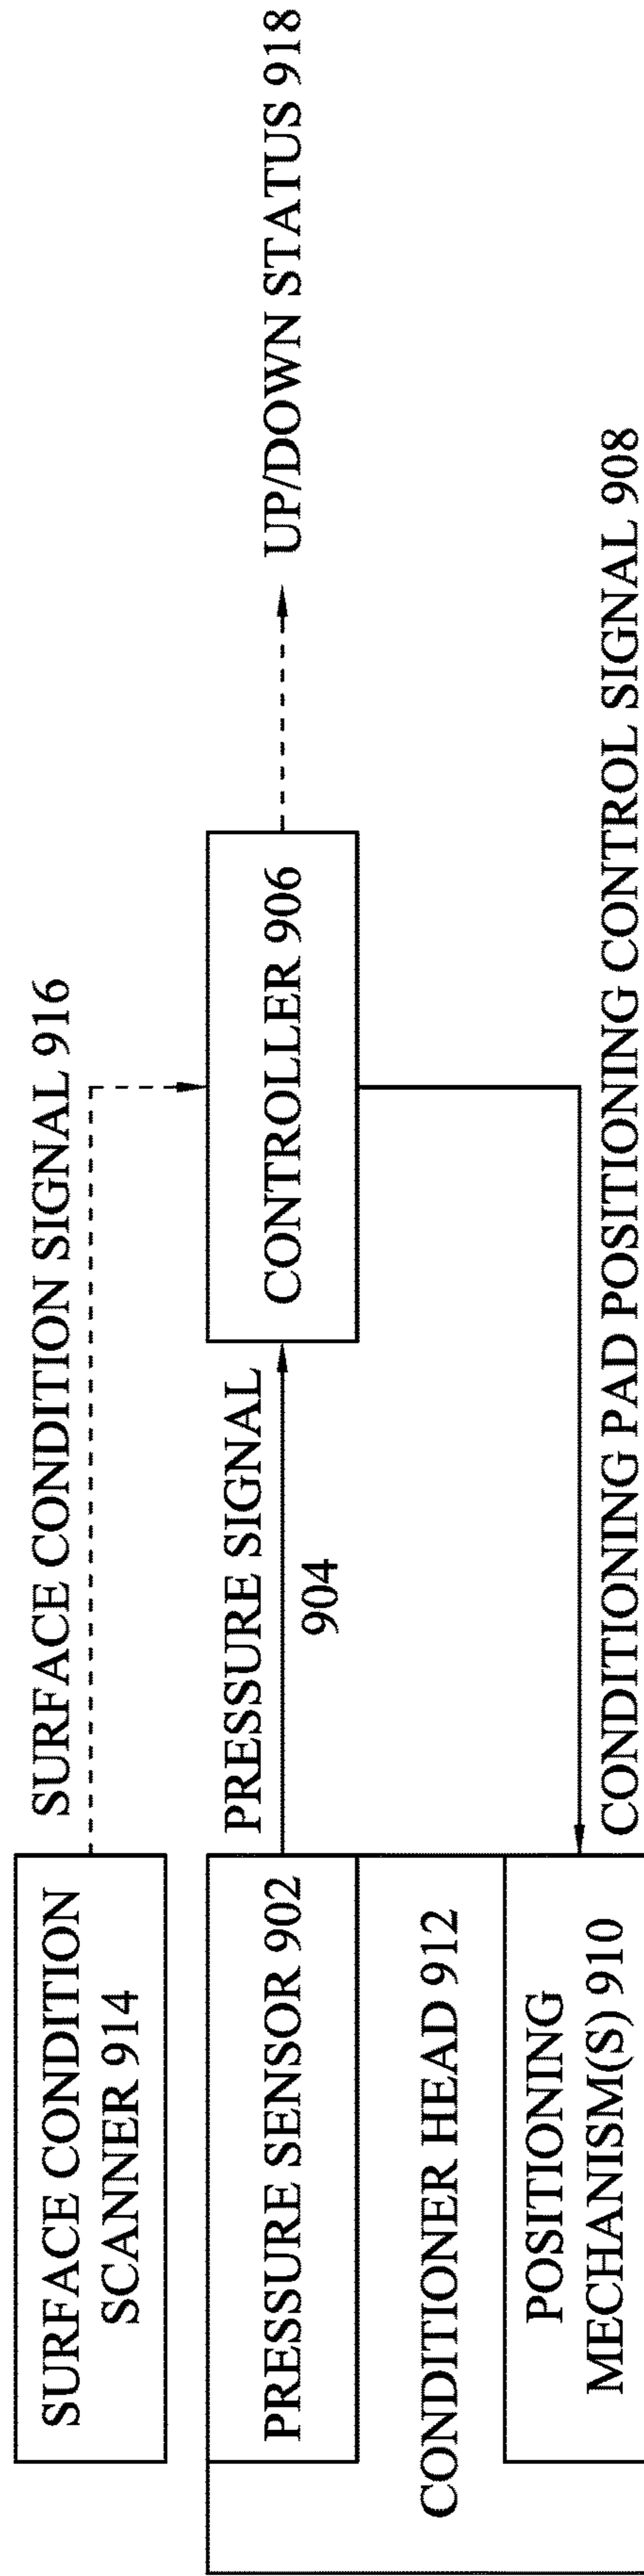 SURFACE CONDITION
SCANNER 914
SURFACE CONDITION SIGNAL 916
PRESSURE SENSOR 902
PRESSURE SIGNAL
904
CONTROLLER 906
UP/DOWN STATUS 918
CONDITIONER HEAD 912
POSITIONING
MECHANISM(S) 910
CONDITIONING PAD POSITIONING CONTROL SIGNAL 908